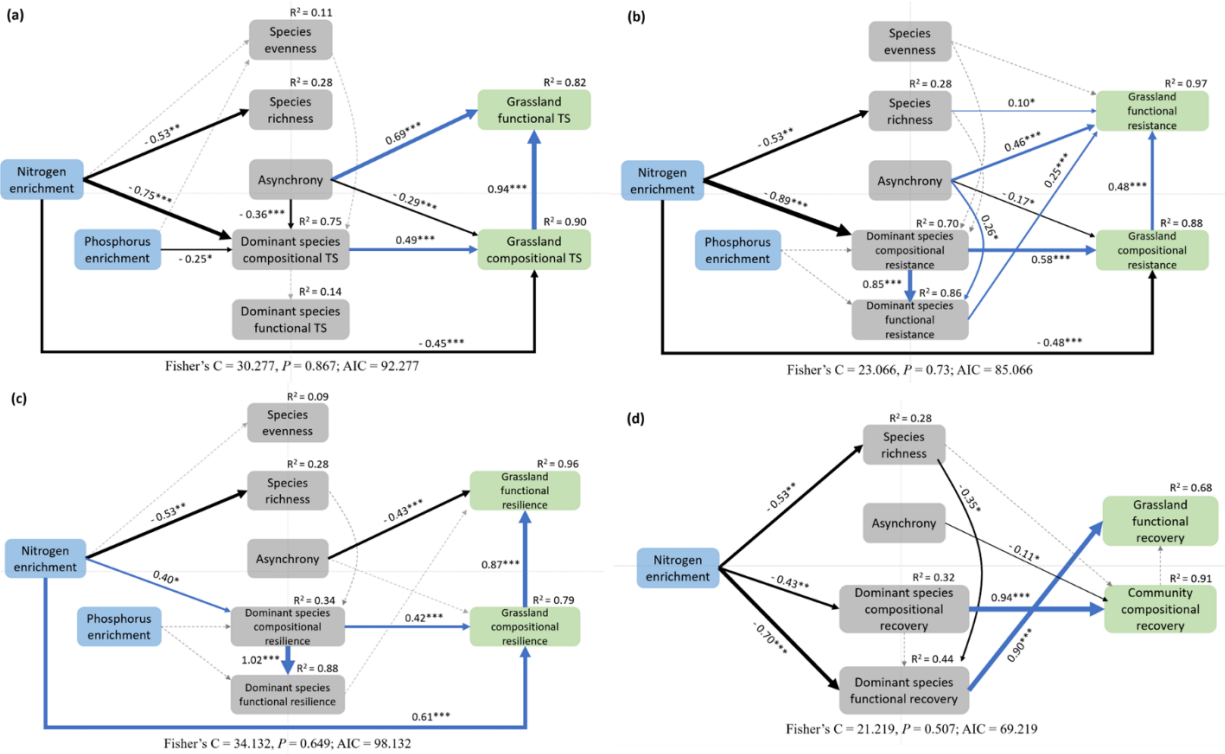 (a)
R² = 0.11
Species
evenness
R² = 0.28
Species
richness
R² = 0.82
Grassland
functional TS
- 0.53**
0.69***
Nitrogen
enrichment
Asynchrony
- 0.75***
- 0.36***
- 0.29***
0.94***
R² = 0.75
R² = 0.90
Phosphorus
enrichment
- 0.25*
Dominant species
compositional TS
0.49***
Grassland
compositional TS
R² = 0.14
Dominant species
functional TS
- 0.45***
Fisher's C = 30.277, P = 0.867; AIC = 92.277
(b)
Species
evenness
R² = 0.28
Species
richness
R² = 0.97
Grassland
functional
resistance
0.10*
- 0.53**
0.46***
Nitrogen
enrichment
Asynchrony
0.25***
- 0.89***
- 0.17*
0.26*
0.48***
R² = 0.70
R² = 0.88
Phosphorus
enrichment
Dominant species
compositional
resistance
0.58***
Grassland
compositional
resistance
0.85***
R² = 0.86
Dominant species
functional
resistance
- 0.48***
Fisher's C = 23.066, P = 0.73; AIC = 85.066
(c)
R² = 0.09
Species
evenness
R² = 0.28
Species
richness
R² = 0.96
Grassland
functional
resilience
- 0.53**
- 0.43***
Nitrogen
enrichment
Asynchrony
0.40*
0.87***
R² = 0.34
R² = 0.79
Phosphorus
enrichment
Dominant species
compositional
resilience
0.42***
Grassland
compositional
resilience
1.02***
R² = 0.88
Dominant species
functional resilience
0.61***
Fisher's C = 34.132, P = 0.649; AIC = 98.132
(d)
R² = 0.28
Species
richness
- 0.53**
- 0.35*
R² = 0.68
Grassland
functional
recovery
Asynchrony
- 0.11*
Nitrogen
enrichment
- 0.43**
R² = 0.32
Dominant species
compositional
recovery
0.94***
R² = 0.91
Community
compositional
recovery
- 0.70***
0.90***
R² = 0.44
Dominant species
functional recovery
Fisher's C = 21.219, P = 0.507; AIC = 69.219